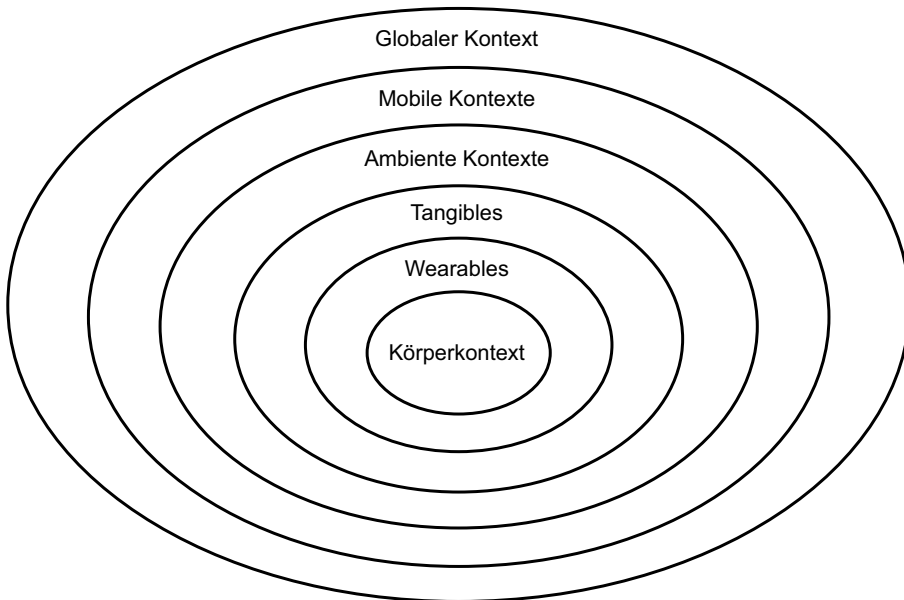 Globaler Kontext
Mobile Kontexte
Ambiente Kontexte
Tangibles
Wearables
Körperkontext